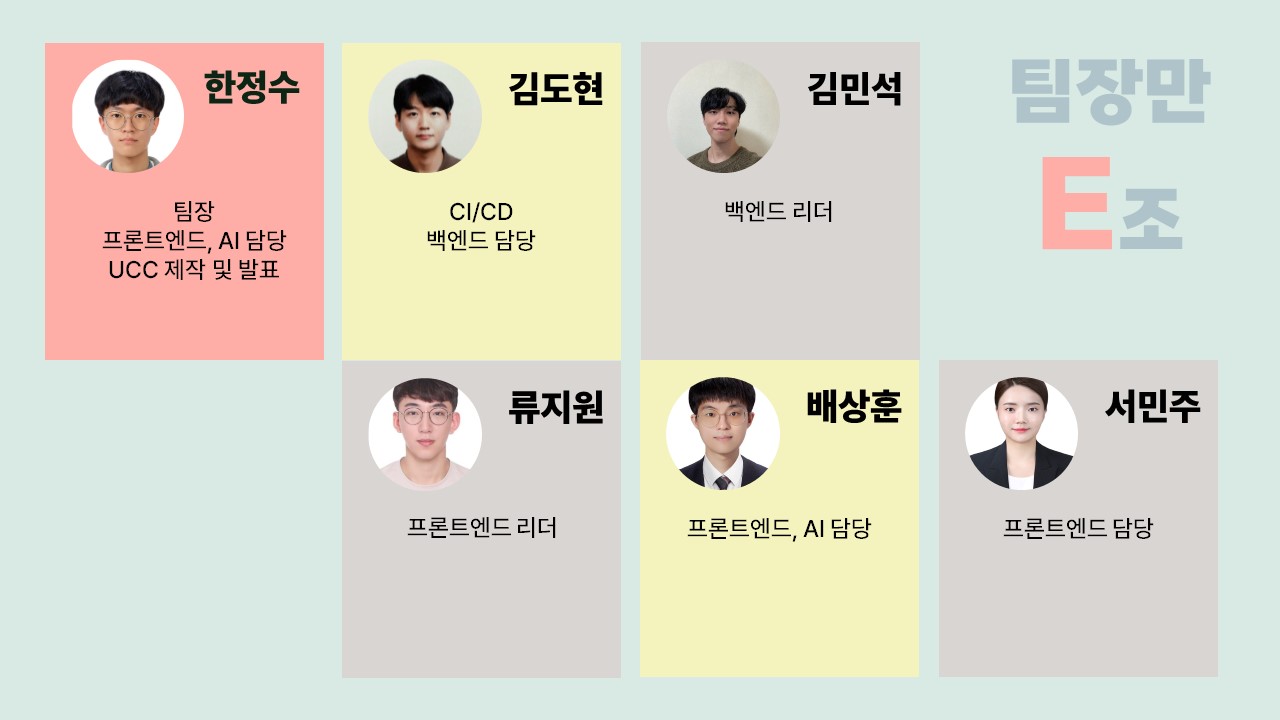 한정수
팀장
프론트엔드, AI 담당
UCC 제작 및 발표
김도현
CI/CD
백엔드 담당
김민석
백엔드 리더
팀장만
E조
류지원
프론트엔드 리더
배상훈
프론트엔드, AI 담당
서민주
프론트엔드 담당